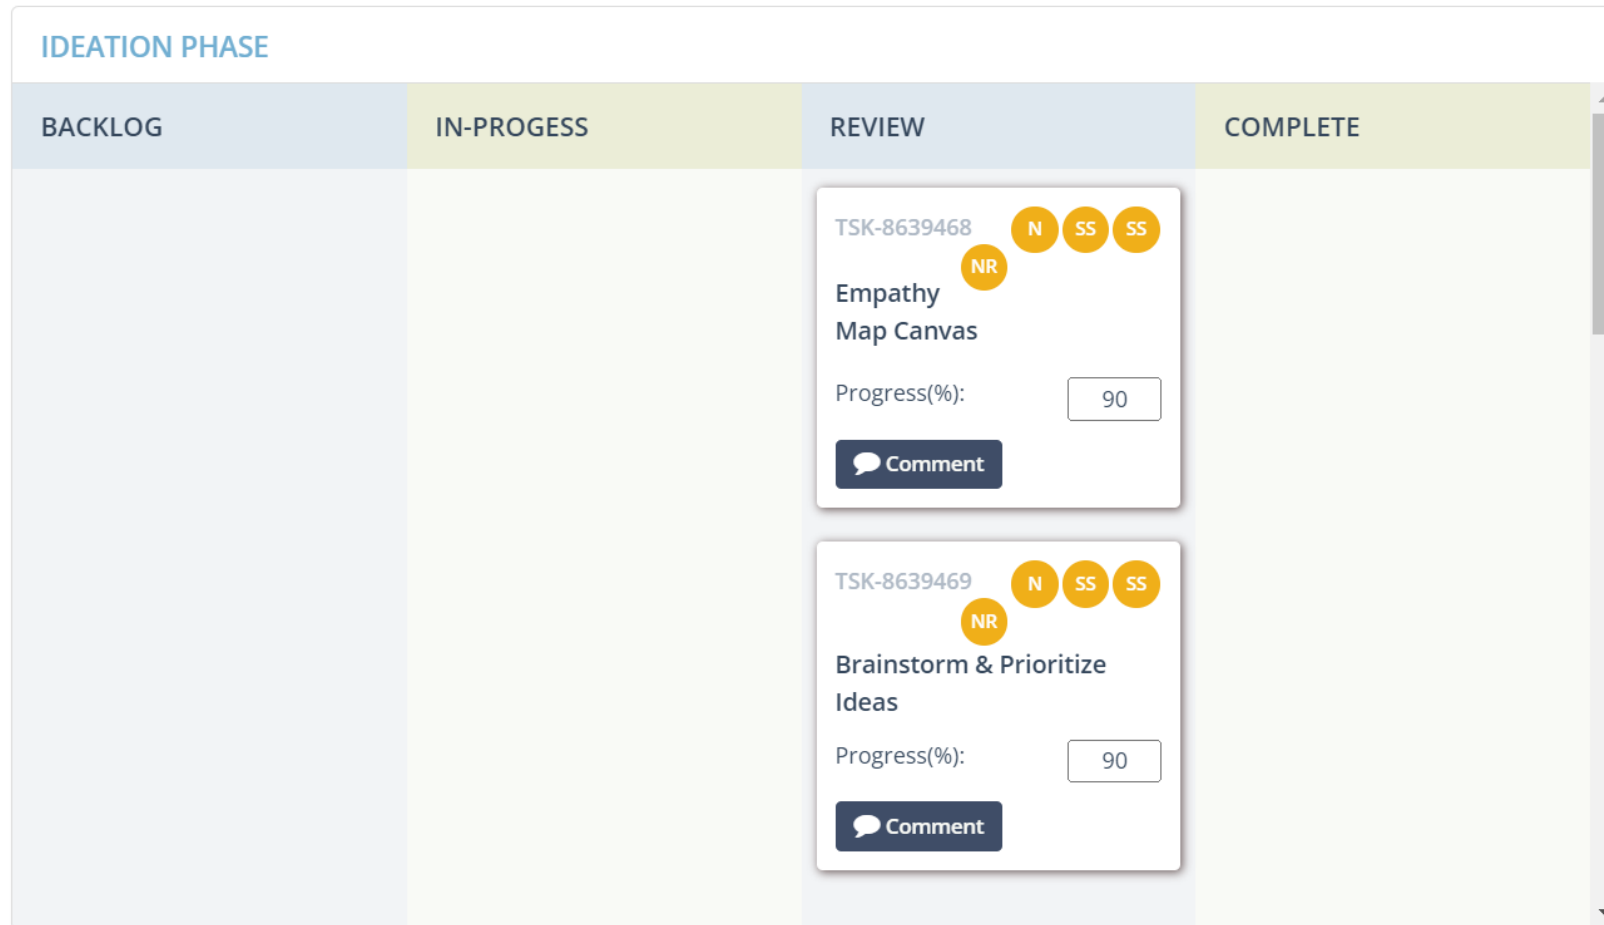 IDEATION PHASE
BACKLOG
IN-PROGESS
REVIEW
COMPLETE
TSK-8639468
N
SS
SS
NR
Empathy
Map Canvas
Progress(%):
90
Comment
TSK-8639469
N
SS
SS
NR
Brainstorm & Prioritize
Ideas
Progress(%):
90
Comment